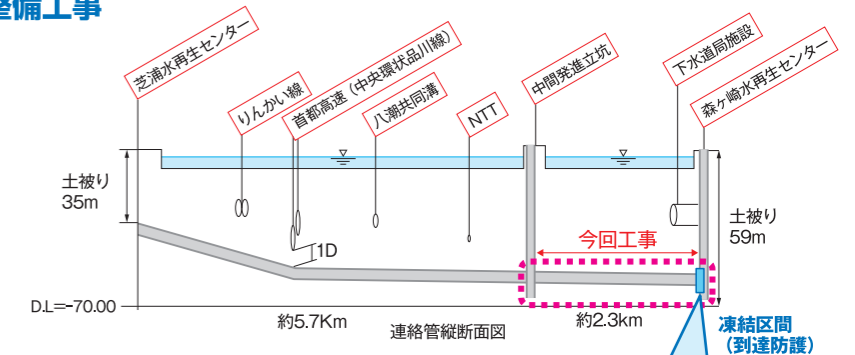 整備工事
芝浦水再生センター
りんかい線
首都高速（中央環状品川線）
八潮共同溝
NTT
中間発進立坑
下水道局施設
森ヶ崎水再生センター
土被り
35m
1D
今回工事
土被り
59m
D.L=-70.00
約5.7Km
連絡管縦断面図
約2.3km
凍結区間
（到達防護）